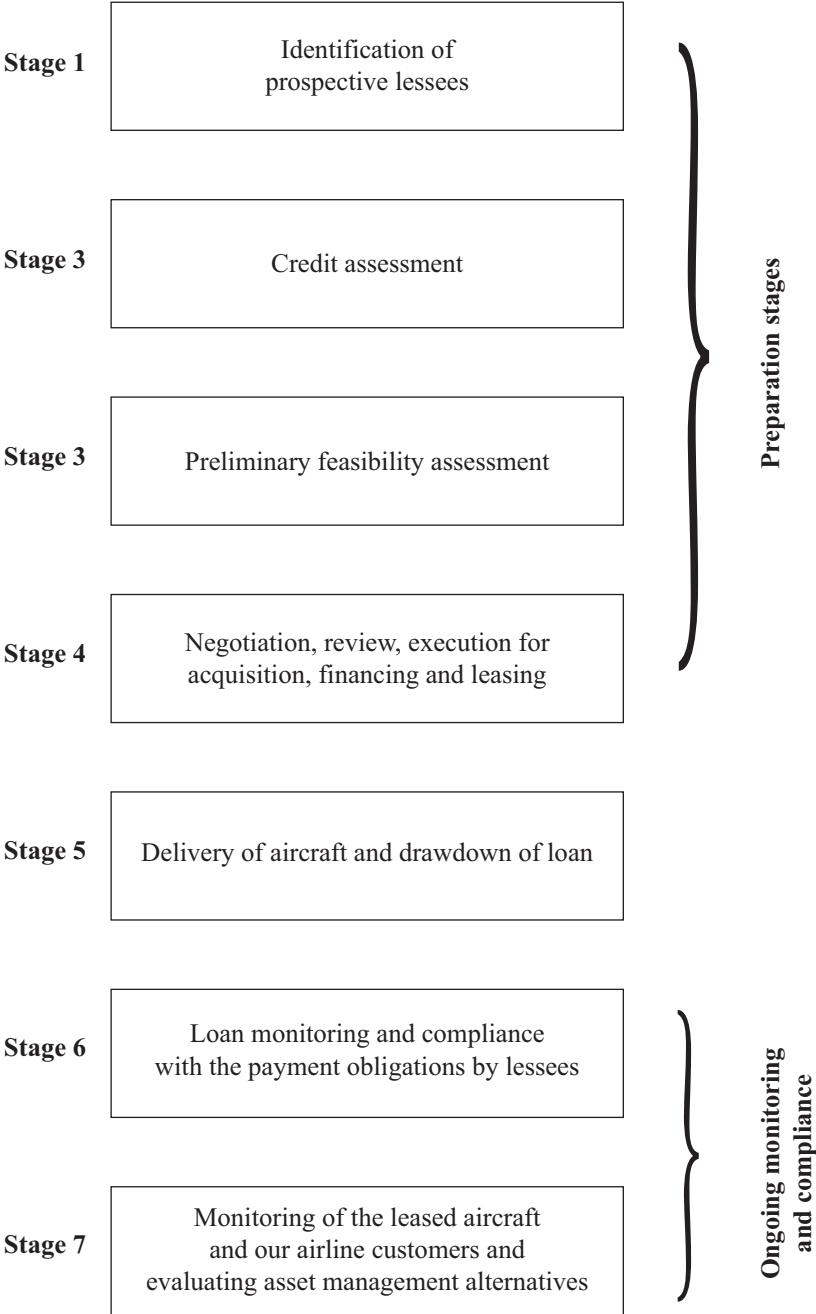 Stage 1
Identification of
prospective lessees
Stage 3
Credit assessment
Stage 3
Preliminary feasibility assessment
Stage 4
Negotiation, review, execution for
acquisition, financing and leasing
Preparation stages
Stage 5
Delivery of aircraft and drawdown of loan
Stage 6
Loan monitoring and compliance
with the payment obligations by lessees
Stage 7
Monitoring of the leased aircraft
and our airline customers and
evaluating asset management alternatives
Ongoing monitoring
and compliance